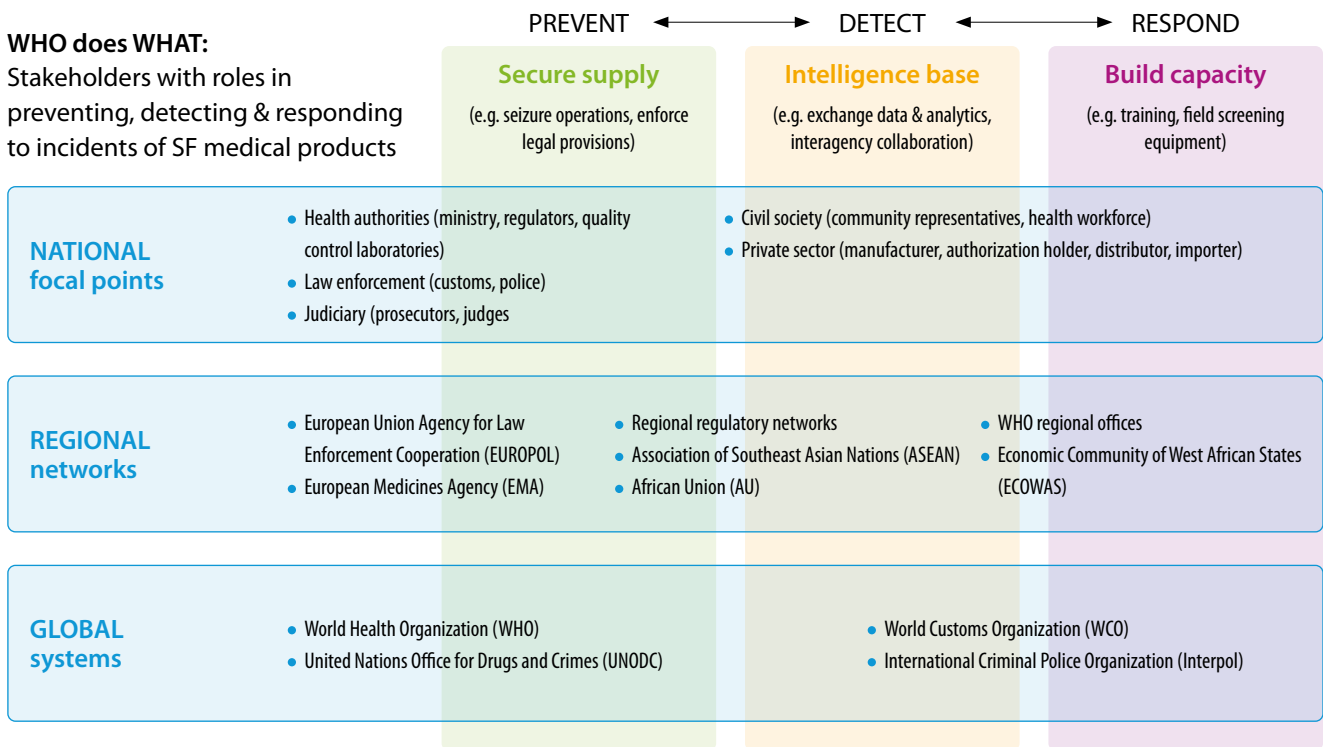 PREVENT DETECT RESPOND
WHO does WHAT:
Stakeholders with roles in
preventing, detecting & responding
to incidents of SF medical products
Secure supply
(e.g. seizure operations, enforce
legal provisions)
Intelligence base
(e.g. exchange data & analytics,
interagency collaboration)
Build capacity
(e.g. training, field screening
equipment)
NATIONAL
focal points
• Health authorities (ministry, regulators, quality
control laboratories)
• Law enforcement (customs, police)
• Judiciary (prosecutors, judges
• Civil society (community representatives, health workforce)
• Private sector (manufacturer, authorization holder, distributor, importer)
REGIONAL
networks
• European Union Agency for Law
Enforcement Cooperation (EUROPOL)
• European Medicines Agency (EMA)
• Regional regulatory networks
• Association of Southeast Asian Nations (ASEAN)
• African Union (AU)
• WHO regional offices
• Economic Community of West African States
(ECOWAS)
GLOBAL
systems
• World Health Organization (WHO)
• United Nations Office for Drugs and Crimes (UNODC)
• World Customs Organization (WCO)
• International Criminal Police Organization (Interpol)